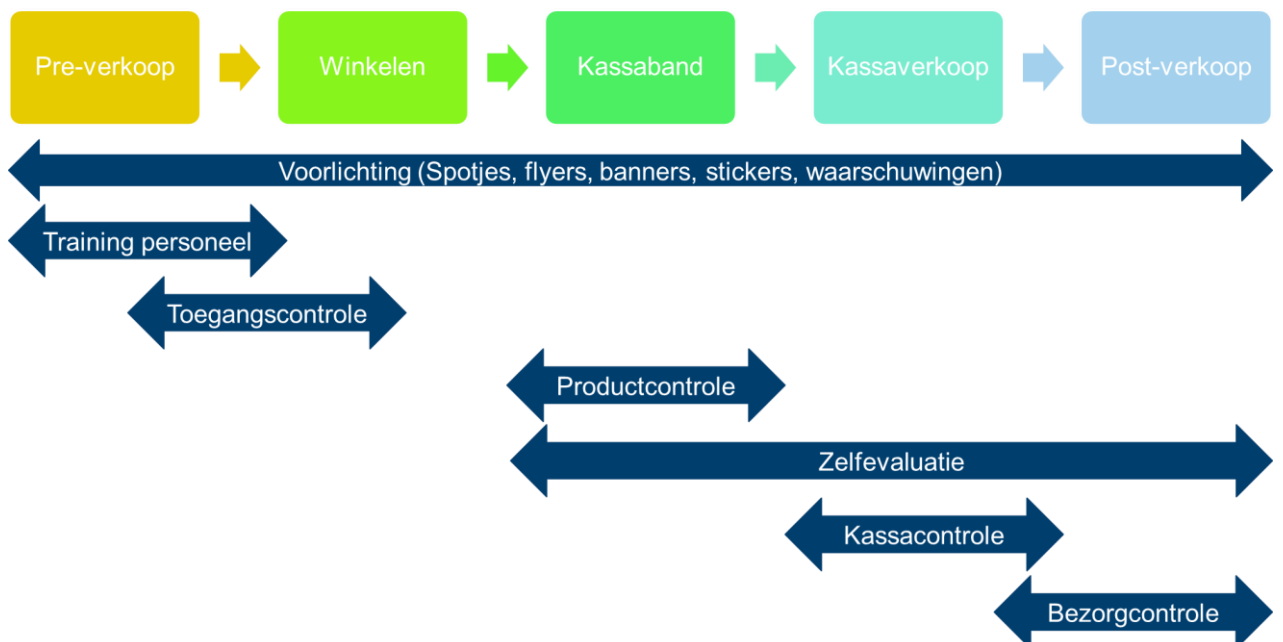 Pre-verkoop
Winkelen
Kassaband
Kassaverkoop
Post-verkoop
Voorlichting (Spotjes, flyers, banners, stickers, waarschuwingen)
Training personeel
Toegangscontrole
Productcontrole
Zelfevaluatie
Kassacontrole
Bezorgcontrole